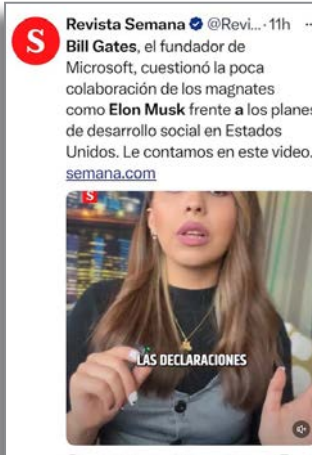 S
Revista Semana @Revi... · 11h ...
Bill Gates, el fundador de
Microsoft, cuestionó la poca
colaboración de los magnates
como Elon Musk frente a los planes
de desarrollo social en Estados
Unidos. Le contamos en este video.
semana.com
S
LAS DECLARACIONES